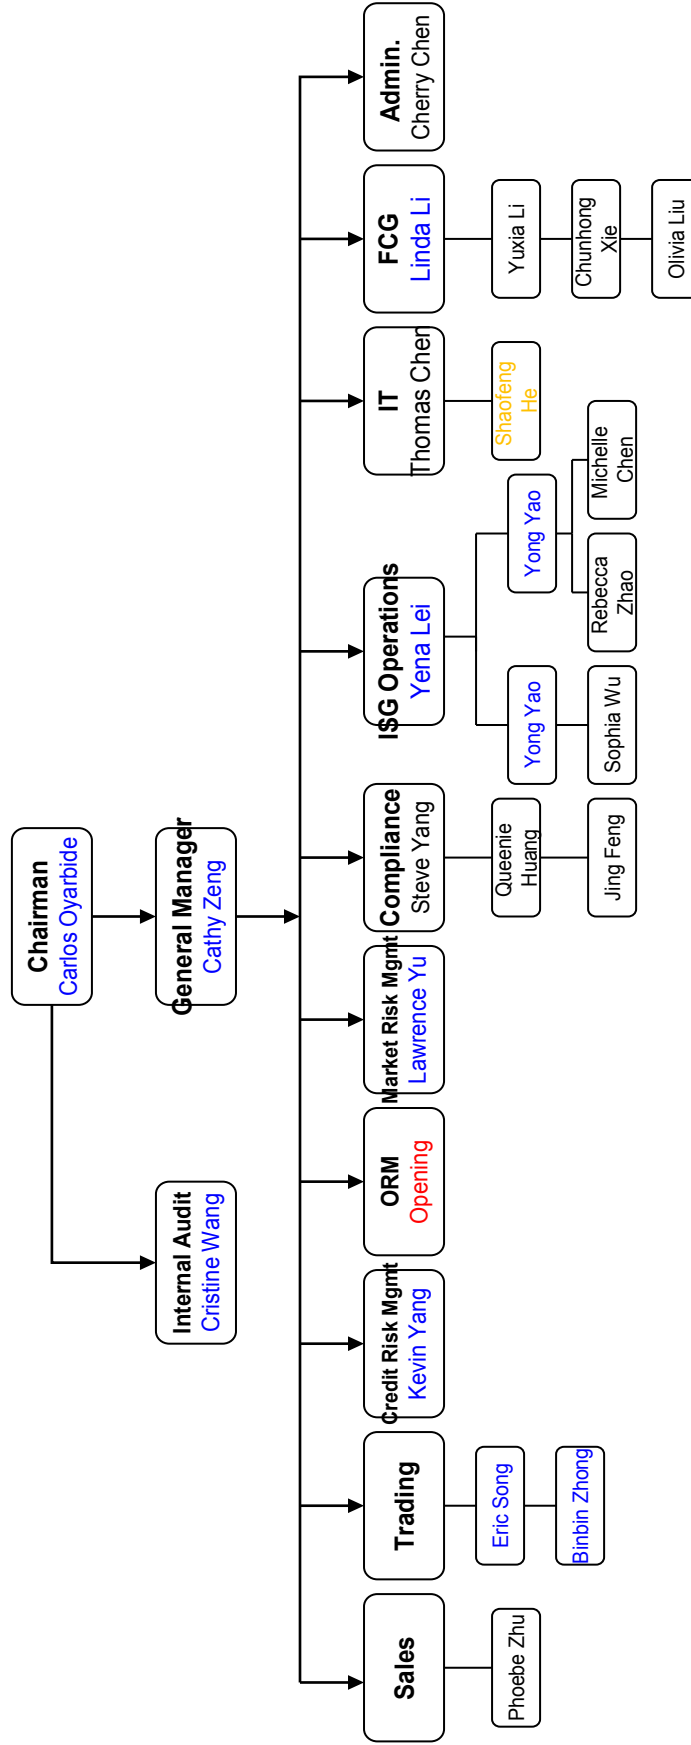 Chairman
Carlos Oyarbide
Internal Audit
Cristine Wang
General Manager
Cathy Zeng
Sales
Trading
Credit Risk Mgmt
Kevin Yang
ORM
Opening
Market Risk Mgmt
Lawrence Yu
Compliance
Steve Yang
ISG Operations
Yena Lei
IT
Thomas Chen
FCG
Linda Li
Admin.
Cherry Chen
Phoebe Zhu
Eric Song
Binbin Zhong
Queenie
Huang
Jing Feng
Yong Yao
Sophia Wu
Yong Yao
Rebecca
Zhao
Michelle
Chen
Shaofeng
He
Yuxia Li
Chunhong
Xie
Olivia Liu